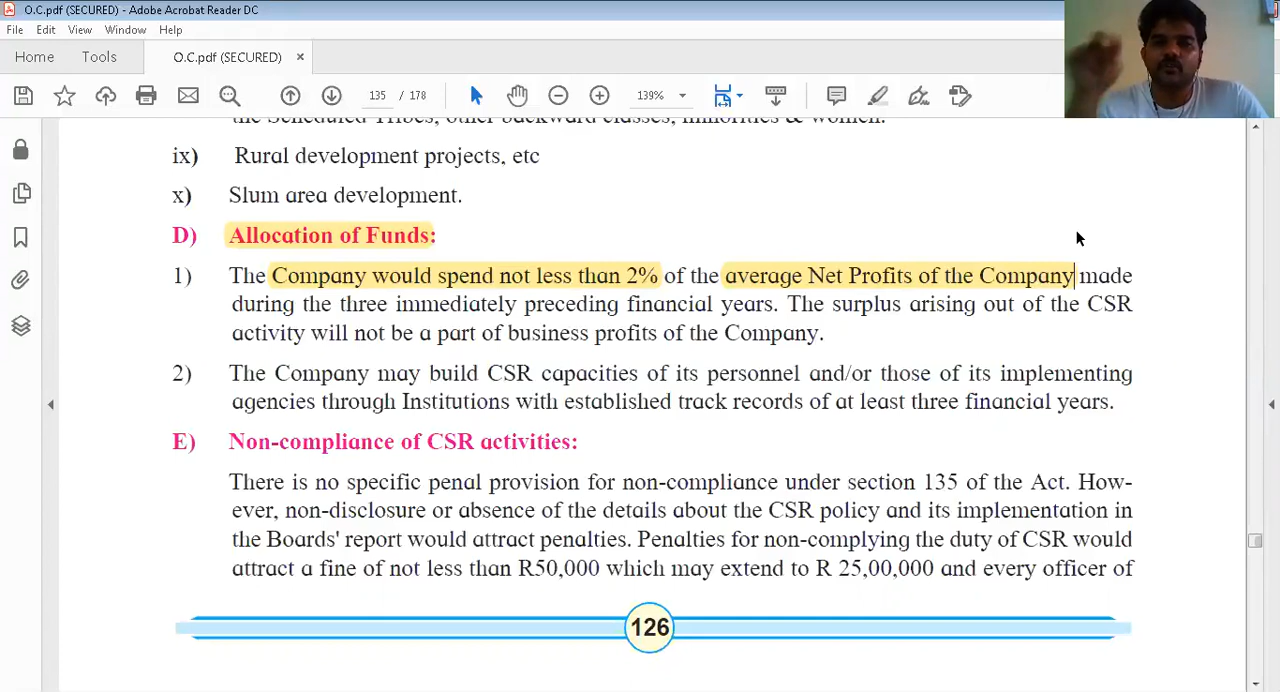 O.C.pdf (SECURED) - Adobe Acrobat Reader DC
File Edit View Window Help
Home Tools O.C.pdf (SECURED) ×
135 / 178 139%
the Scheduled Tribes, other backward classes, minorities & women.
ix) Rural development projects, etc
x) Slum area development.
D) Allocation of Funds:
1) The Company would spend not less than 2% of the average Net Profits of the Company made
during the three immediately preceding financial years. The surplus arising out of the CSR
activity will not be a part of business profits of the Company.
2) The Company may build CSR capacities of its personnel and/or those of its implementing
agencies through Institutions with established track records of at least three financial years.
E) Non-compliance of CSR activities:
There is no specific penal provision for non-compliance under section 135 of the Act. How-
ever, non-disclosure or absence of the details about the CSR policy and its implementation in
the Boards' report would attract penalties. Penalties for non-complying the duty of CSR would
attract a fine of not less than R50,000 which may extend to R 25,00,000 and every officer of
126